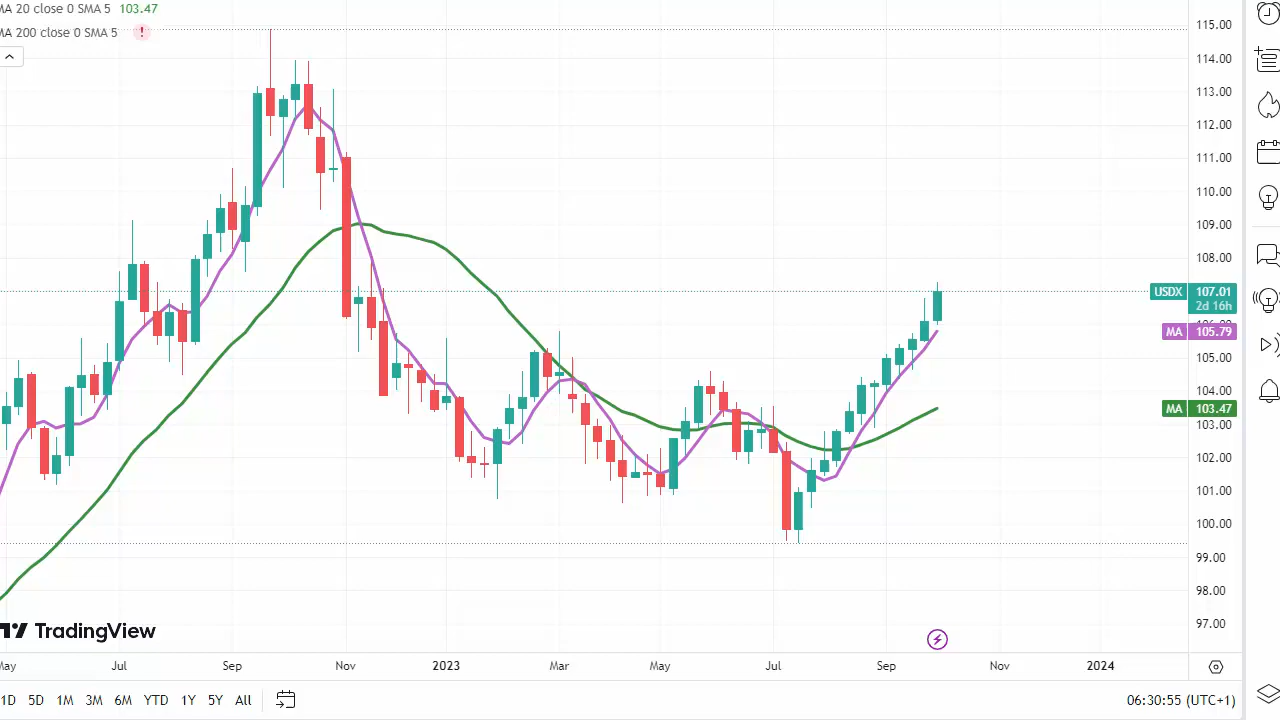 MA 20 close 0 SMA 5 103.47
MA 200 close 0 SMA 5 !
115.00
114.00
113.00
112.00
111.00
110.00
109.00
108.00
USDX 107.01
2d 16h
MA 105.79
105.00
104.00
MA 103.47
103.00
102.00
101.00
100.00
99.00
98.00
97.00
TradingView
May Jul Sep Nov 2023 Mar May Jul Sep Nov 2024
1D 5D 1M 3M 6M YTD 1Y 5Y All 06:30:55 (UTC+1)